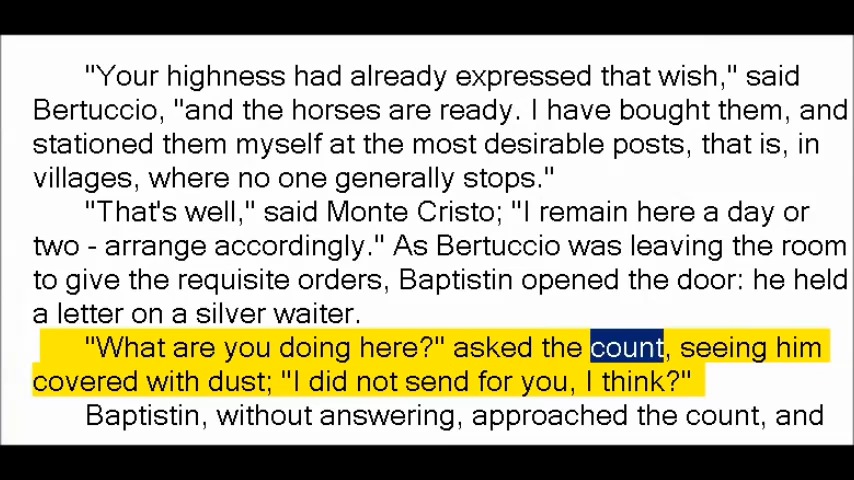 "Your highness had already expressed that wish," said
Bertuccio, "and the horses are ready. I have bought them, and
stationed them myself at the most desirable posts, that is, in
villages, where no one generally stops."
"That's well," said Monte Cristo; "I remain here a day or
two - arrange accordingly." As Bertuccio was leaving the room
to give the requisite orders, Baptistin opened the door: he held
a letter on a silver waiter.
"What are you doing here?" asked the count, seeing him
covered with dust; "I did not send for you, I think?"
Baptistin, without answering, approached the count, and